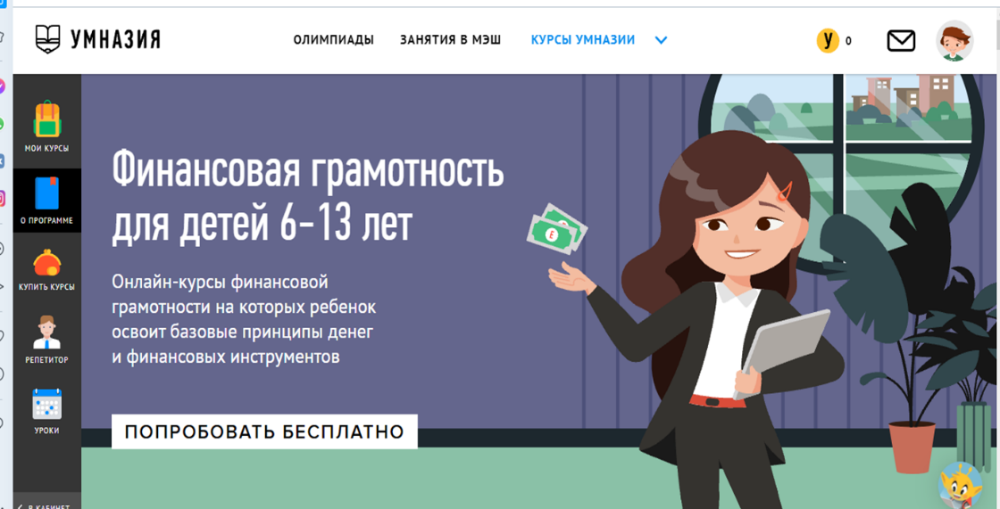 УМНАЗИЯ
ОЛИМПИАДЫ ЗАНЯТИЯ В МЭШ КУРСЫ УМНАЗИИ
У 0
МОИ КУРСЫ
О ПРОГРАММЕ
КУПИТЬ КУРСЫ
РЕПЕТИТОР
УРОКИ
В КАБИНЕТ
Финансовая грамотность
для детей 6-13 лет
Онлайн-курсы финансовой
грамотности на которых ребенок
освоит базовые принципы денег
и финансовых инструментов
ПОПРОБОВАТЬ БЕСПЛАТНО